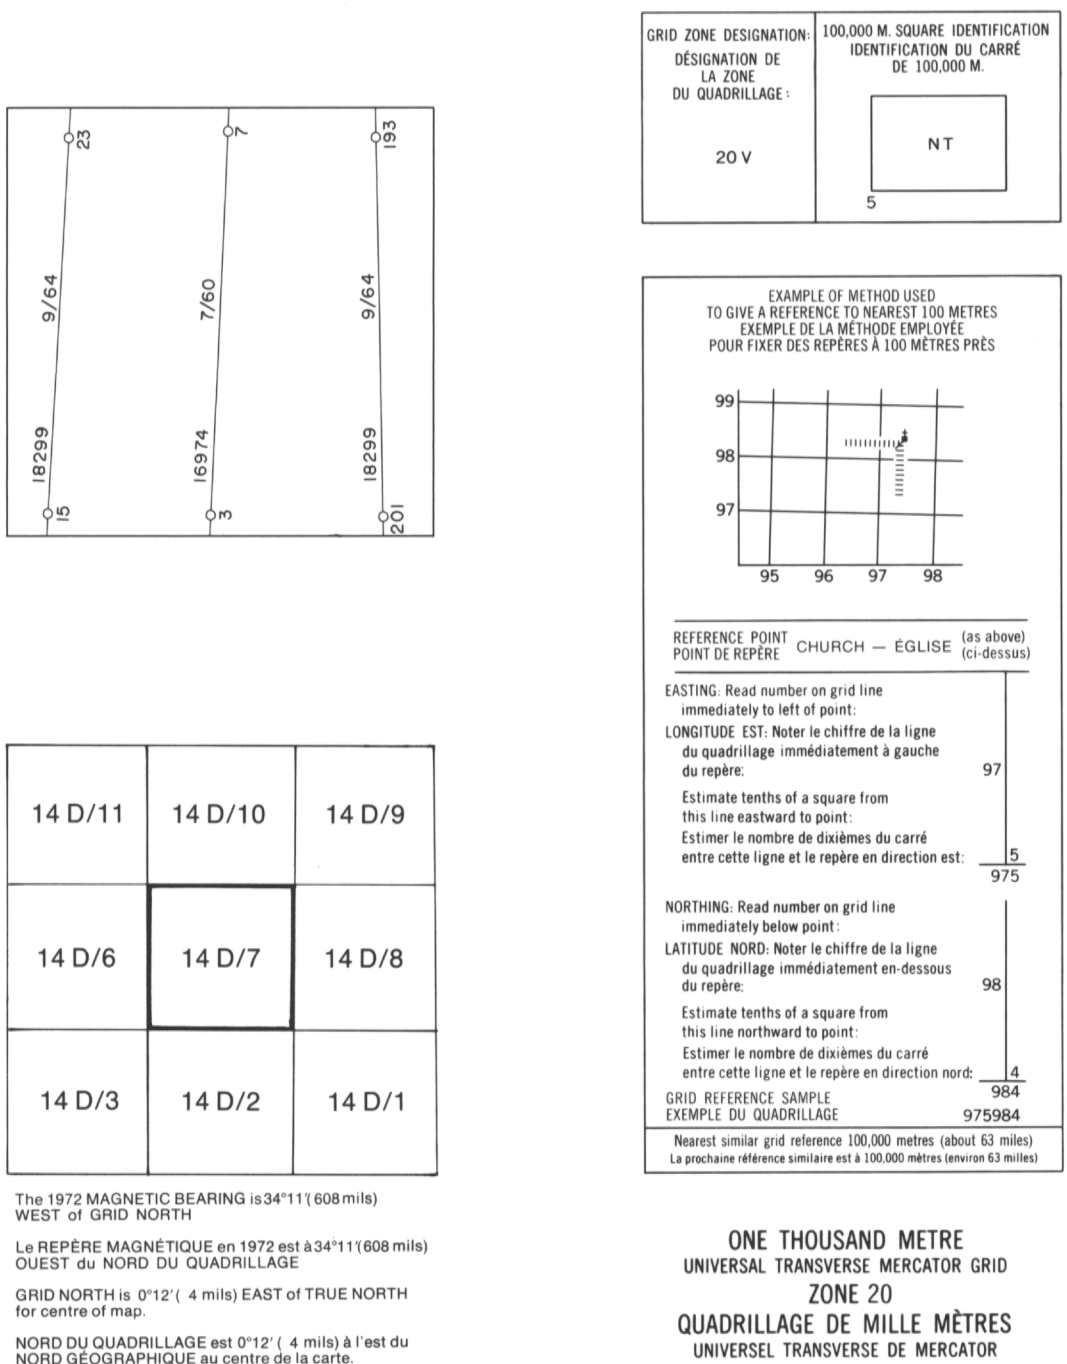 23
7
193
9/64
7/60
9/64
18299
16974
18299
15
3
201
14 D/11
14 D/10
14 D/9
14 D/6
14 D/7
14 D/8
14 D/3
14 D/2
14 D/1
The 1972 MAGNETIC BEARING is 34°11'( 608 mils)
WEST of GRID NORTH
Le REPÈRE MAGNÉTIQUE en 1972 est à 34°11'( 608 mils)
OUEST du NORD DU QUADRILLAGE
GRID NORTH is 0°12' ( 4 mils) EAST of TRUE NORTH
for centre of map.
NORD DU QUADRILLAGE est 0°12' ( 4 mils) à l'est du
NORD GÉOGRAPHIQUE au centre de la carte.
GRID ZONE DESIGNATION:
DÉSIGNATION DE
LA ZONE
DU QUADRILLAGE :
20 V
100,000 M. SQUARE IDENTIFICATION
IDENTIFICATION DU CARRÉ
DE 100,000 M.
NT
5
EXAMPLE OF METHOD USED
TO GIVE A REFERENCE TO NEAREST 100 METRES
EXEMPLE DE LA MÉTHODE EMPLOYÉE
POUR FIXER DES REPÈRES À 100 MÈTRES PRÈS
99
98
97
95 96 97 98
REFERENCE POINT
POINT DE REPÈRE
CHURCH — ÉGLISE
(as above)
(ci-dessus)
EASTING: Read number on grid line
immediately to left of point:
LONGITUDE EST: Noter le chiffre de la ligne
du quadrillage immédiatement à gauche
du repère: 97
Estimate tenths of a square from
this line eastward to point:
Estimer le nombre de dixièmes du carré
entre cette ligne et le repère en direction est: 5
975
NORTHING: Read number on grid line
immediately below point:
LATITUDE NORD: Noter le chiffre de la ligne
du quadrillage immédiatement en-dessous
du repère: 98
Estimate tenths of a square from
this line northward to point:
Estimer le nombre de dixièmes du carré
entre cette ligne et le repère en direction nord: 4
984
GRID REFERENCE SAMPLE
EXEMPLE DU QUADRILLAGE 975984
Nearest similar grid reference 100,000 metres (about 63 miles)
La prochaine référence similaire est à 100,000 mètres (environ 63 milles)
ONE THOUSAND METRE
UNIVERSAL TRANSVERSE MERCATOR GRID
ZONE 20
QUADRILLAGE DE MILLE MÈTRES
UNIVERSEL TRANSVERSE DE MERCATOR